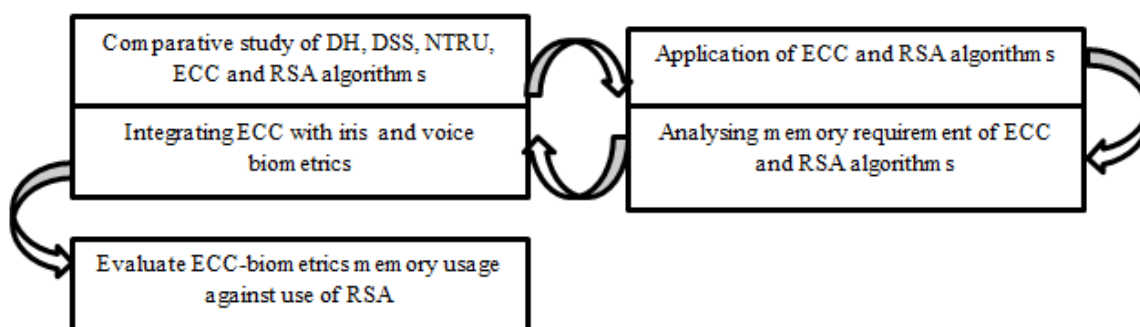 Comparative study of DH, DSS, NTRU,
ECC and RSA algorithms
Application of ECC and RSA algorithms
Integrating ECC with iris and voice
biometrics
Analysing memory requirement of ECC
and RSA algorithms
Evaluate ECC-biometrics memory usage
against use of RSA